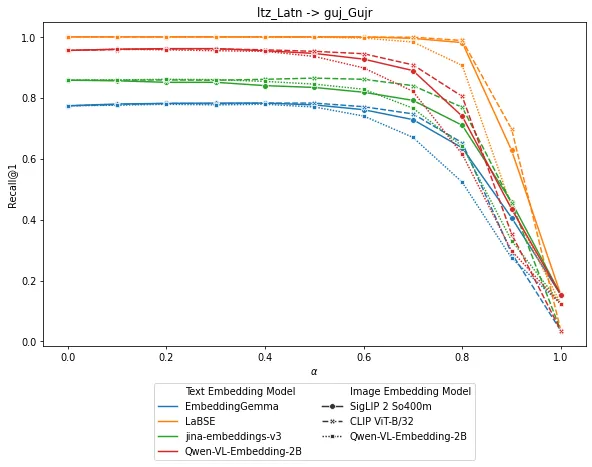 ltz_Latn -> guj_Gujr
Recall@1
1.0
0.8
0.6
0.4
0.2
0.0
0.0 0.2 0.4 0.6 0.8 1.0
α
Text Embedding Model
EmbeddingGemma
LaBSE
jina-embeddings-v3
Qwen-VL-Embedding-2B
Image Embedding Model
SigLIP 2 So400m
CLIP ViT-B/32
Qwen-VL-Embedding-2B